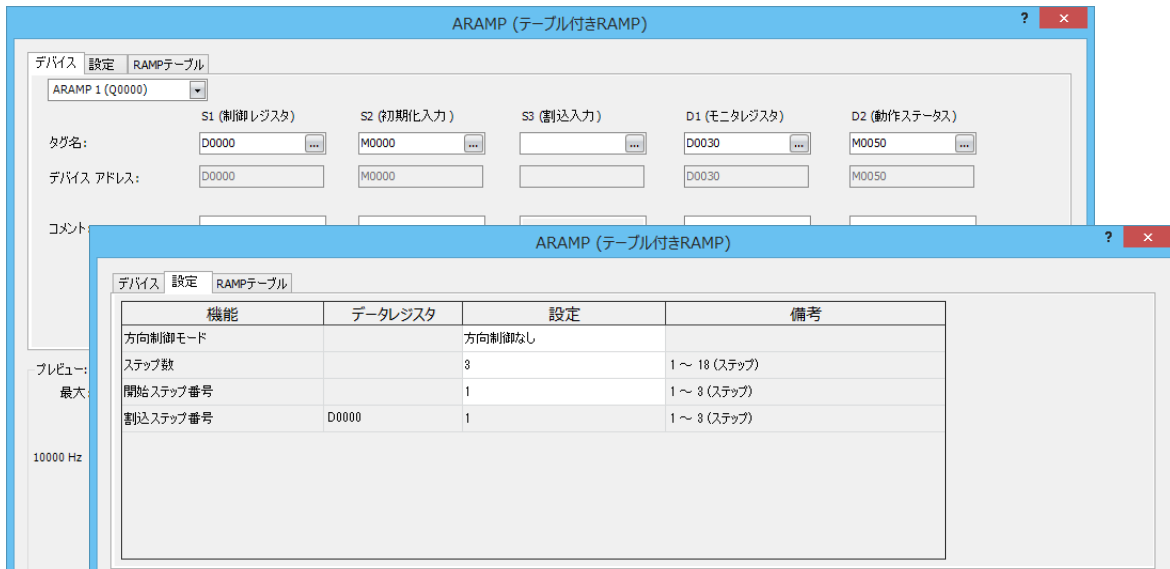 ARAMP (テーブル付きRAMP)
? ×
デバイス 設定 RAMPテーブル
ARAMP 1 (Q0000)
S1 (制御レジスタ) S2 (初期化入力) S3 (割込入力) D1 (モニタレジスタ) D2 (動作ステータス)
タグ名: D0000 ... M0000 ... ... D0030 ... M0050 ...
デバイス アドレス: D0000 M0000 D0030 M0050
コメント:
プレビュー:
最大:
10000 Hz
ARAMP (テーブル付きRAMP)
? ×
デバイス 設定 RAMPテーブル
機能 データレジスタ 設定 備考
方向制御モード 方向制御なし
ステップ数 3 1 ～ 18 (ステップ)
開始ステップ番号 1 1 ～ 3 (ステップ)
割込ステップ番号 D0000 1 1 ～ 3 (ステップ)